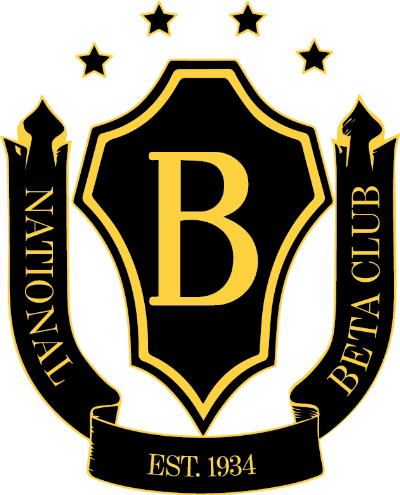 B
NATIONAL
BETA CLUB
EST. 1934